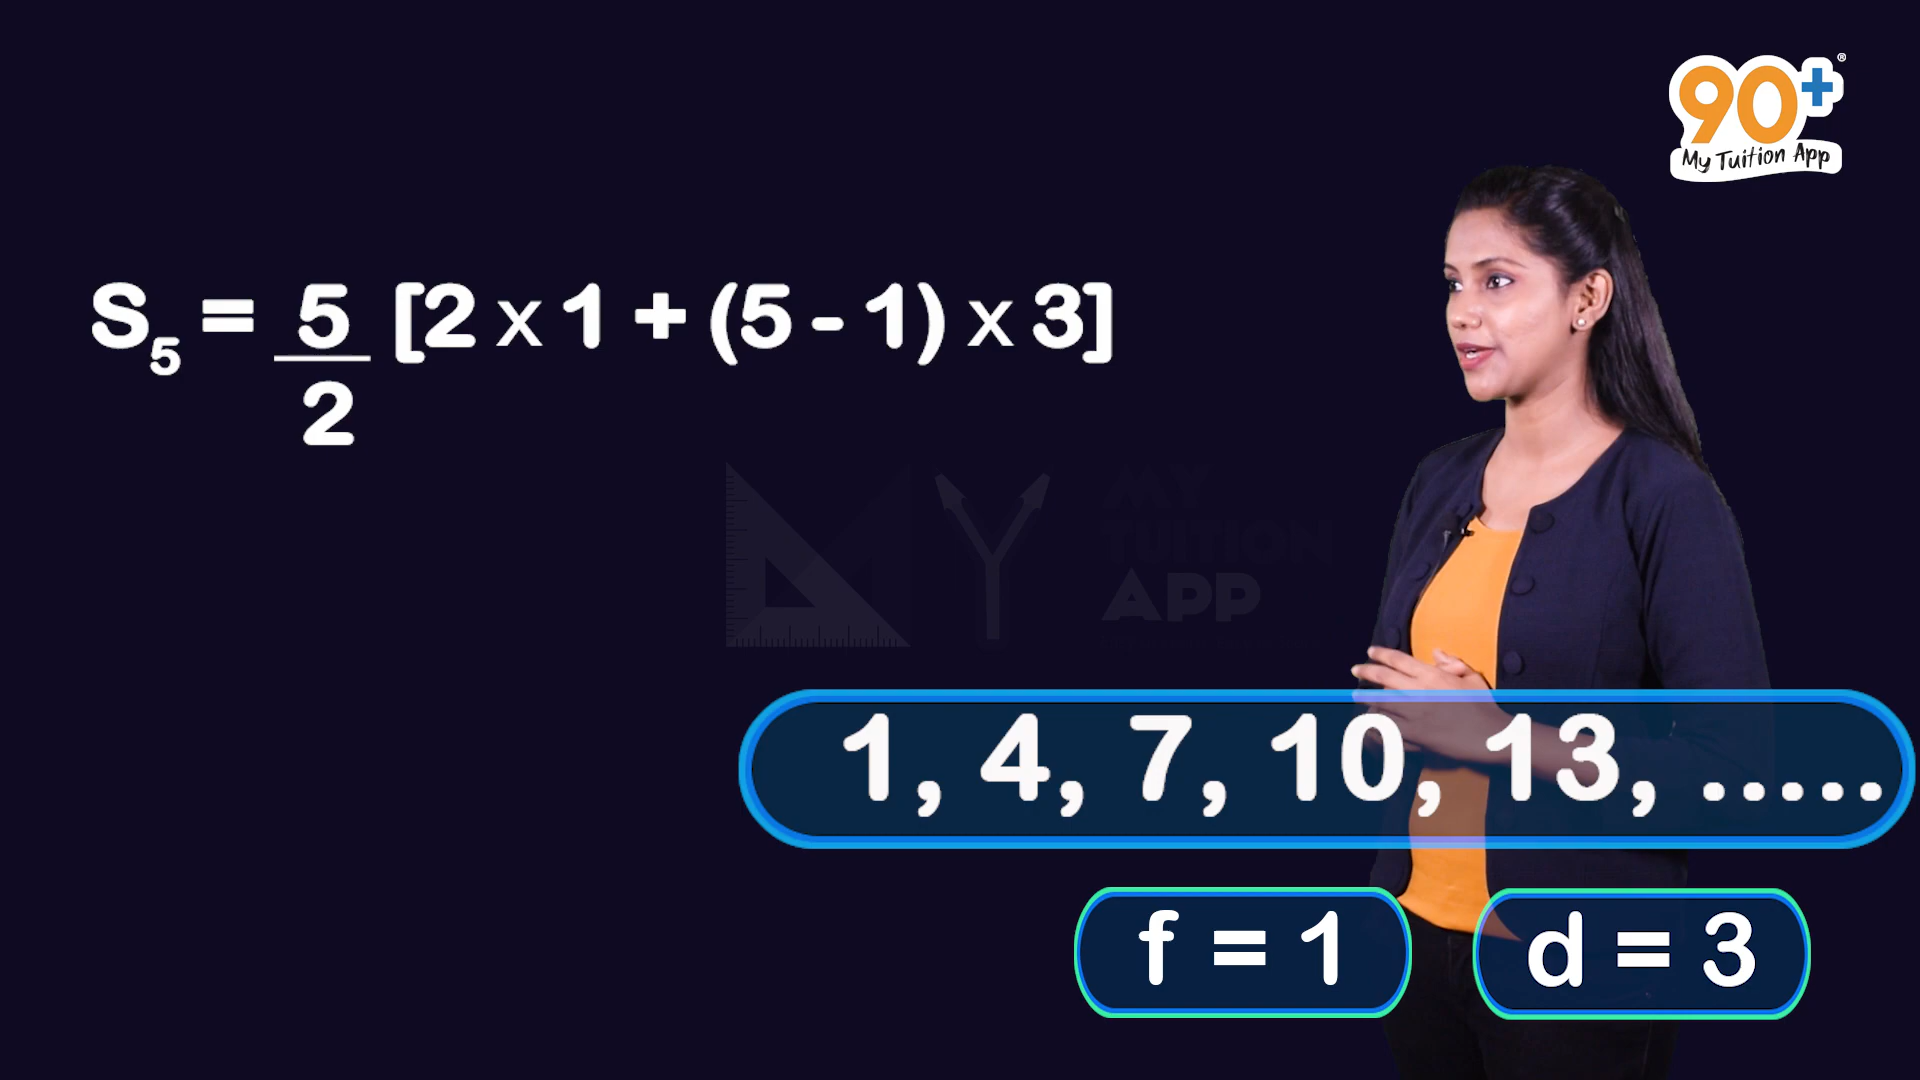 90+®
My Tuition App
S₅ = 5/2 [2 x 1 + (5 - 1) x 3]
MY
TUITION
APP
1, 4, 7, 10, 13, .....
f = 1
d = 3